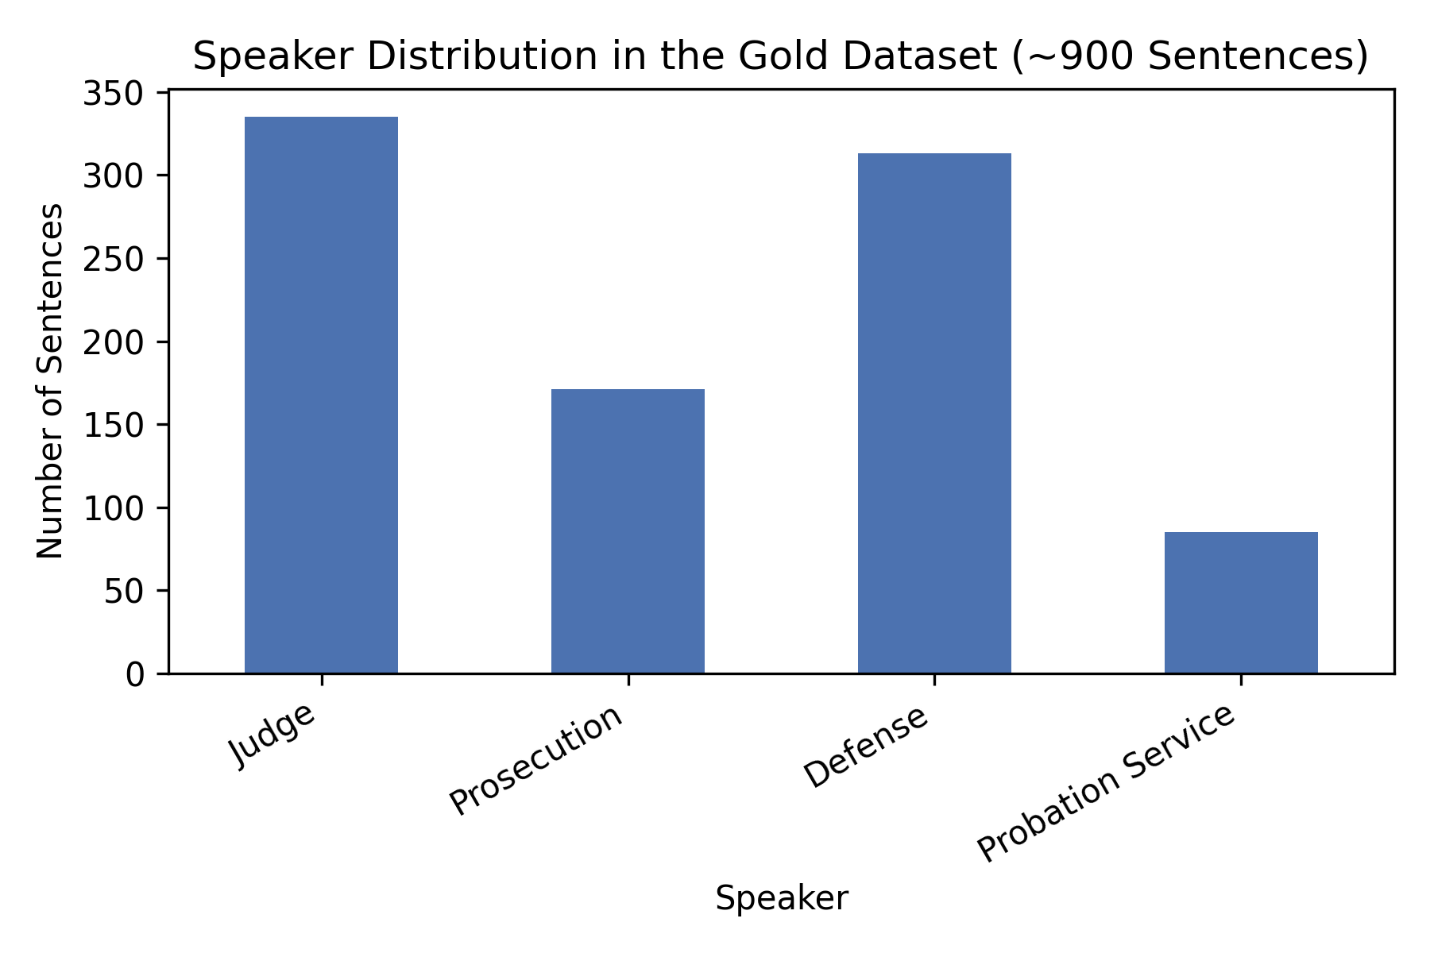 Speaker Distribution in the Gold Dataset (~900 Sentences)
Number of Sentences
350
300
250
200
150
100
50
0
Judge
Prosecution
Defense
Probation Service
Speaker